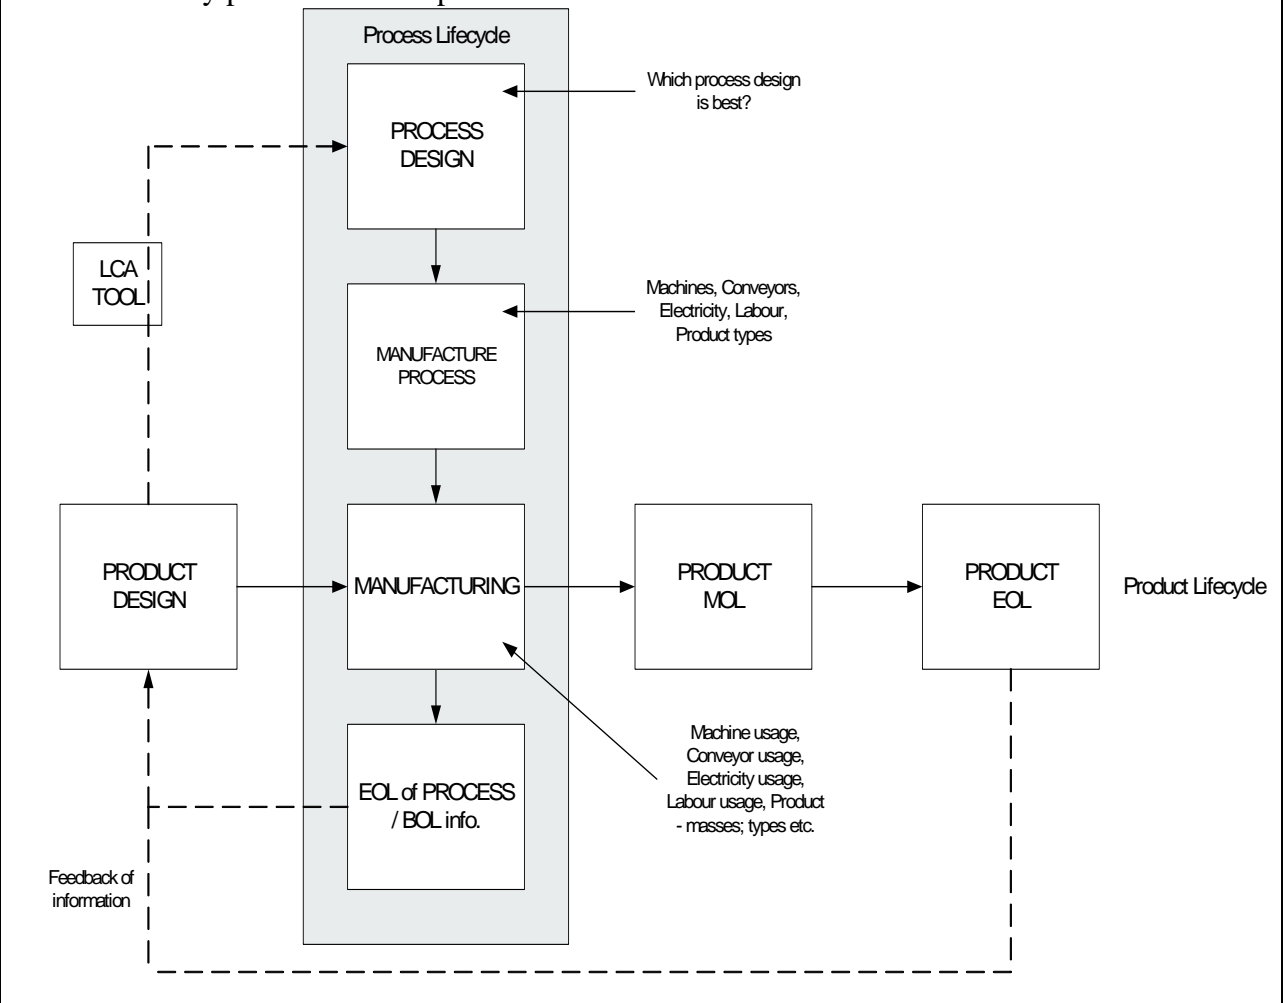 Process Lifecycle
Which process design
is best?
PROCESS
DESIGN
LCA
TOOL
Machines, Conveyors,
Electricity, Labour,
Product types
MANUFACTURE
PROCESS
PRODUCT
DESIGN
MANUFACTURING
PRODUCT
MOL
PRODUCT
EOL
Product Lifecycle
Machine usage,
Conveyor usage,
Electricity usage,
Labour usage, Product
- masses; types etc.
EOL of PROCESS
/ BOL info.
Feedback of
information